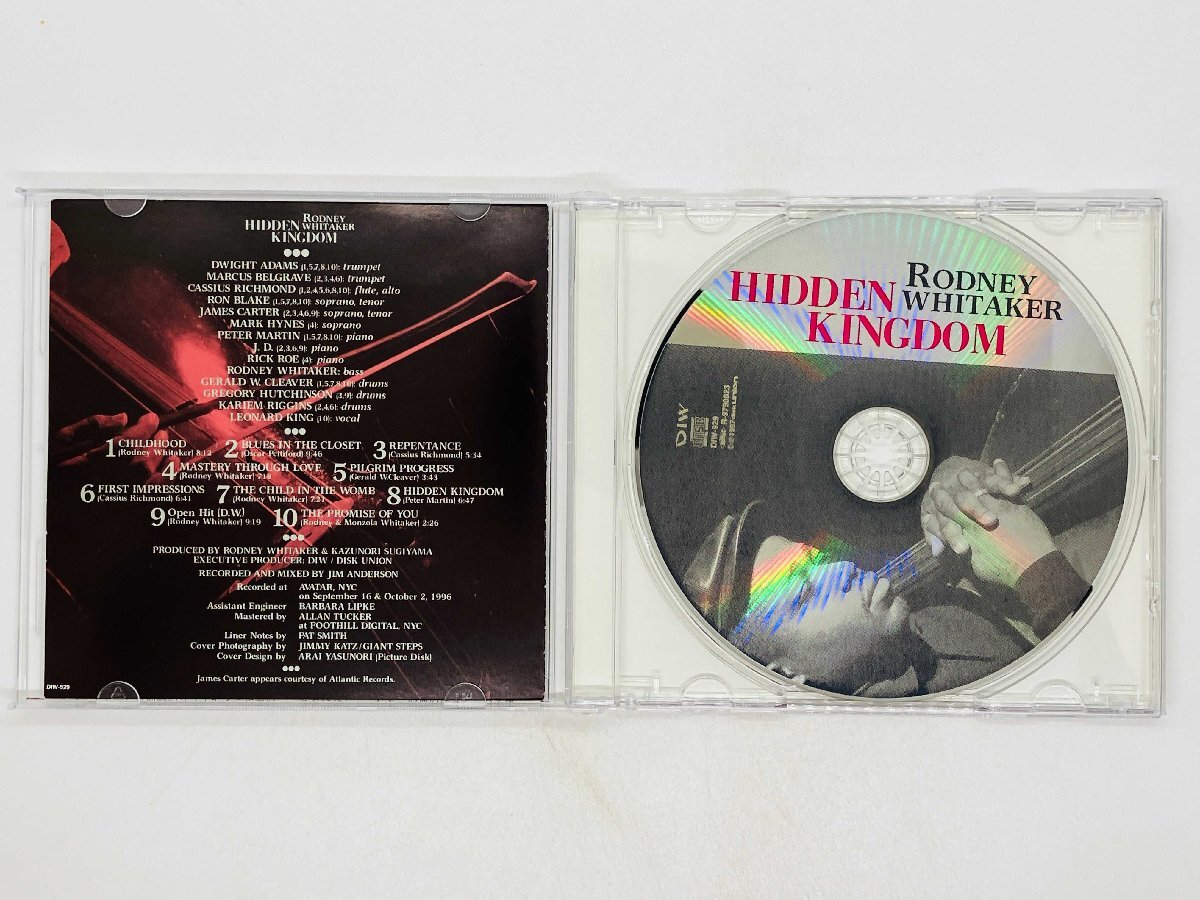 RODNEY
HIDDEN WHITAKER
KINGDOM
DWIGHT ADAMS (1,5,7,8,10): trumpet
MARCUS BELGRAVE (2,3,4,6): trumpet
CASSIUS RICHMOND (1,2,4,5,6,8,10): flute, alto
RON BLAKE (1,5,7,8,10): soprano, tenor
JAMES CARTER (2,3,4,6,9): soprano, tenor
MARK HYNES (4): soprano
PETER MARTIN (1,5,7,8,10): piano
J. D. (2,3,6,9): piano
RICK ROE (4): piano
RODNEY WHITAKER: bass
GERALD W. CLEAVER (1,5,7,8,10): drums
GREGORY HUTCHINSON (3,9): drums
KARIEM RIGGINS (2,4,6): drums
LEONARD KING (10): vocal
1 CHILDHOOD
(Rodney Whitaker) 8:12
2 BLUES IN THE CLOSET
(Oscar Pettiford) 9:46
3 REPENTANCE
(Cassius Richmond) 5:34
4 MASTERY THROUGH LOVE
(Rodney Whitaker) 7:18
5 PILGRIM PROGRESS
(Gerald W.Cleaver) 3:43
6 FIRST IMPRESSIONS
(Cassius Richmond) 6:41
7 THE CHILD IN THE WOMB
(Rodney Whitaker) 7:21
8 HIDDEN KINGDOM
(Peter Martin) 6:47
9 Open Hit (D.W.)
(Rodney Whitaker) 9:19
10 THE PROMISE OF YOU
(Rodney & Monzola Whitaker) 2:26
PRODUCED BY RODNEY WHITAKER & KAZUNORI SUGIYAMA
EXECUTIVE PRODUCER: DIW / DISK UNION
RECORDED AND MIXED BY JIM ANDERSON
Recorded at AVATAR, NYC
on September 16 & October 2, 1996
Assistant Engineer BARBARA LIPKE
Mastered by ALLAN TUCKER
at FOOTHILL DIGITAL, NYC
Liner Notes by PAT SMITH
Cover Photography by JIMMY KATZ/GIANT STEPS
Cover Design by ARAI YASUNORI (Picture Disk)
James Carter appears courtesy of Atlantic Records.
DIW-929
RODNEY
HIDDEN WHITAKER
KINGDOM
DIW
DIW-929